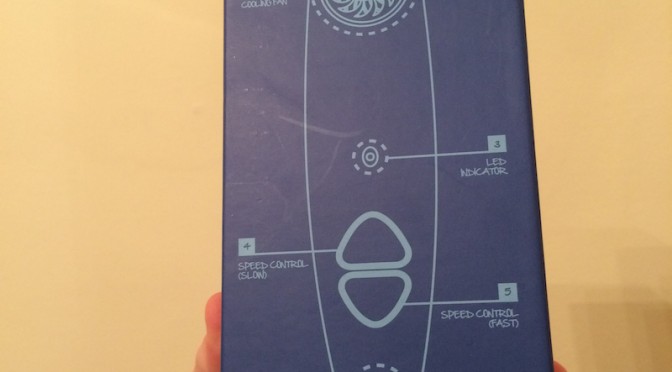 COOLING FAN
3
LED
INDICATOR
4
SPEED CONTROL
(SLOW)
5
SPEED CONTROL
(FAST)